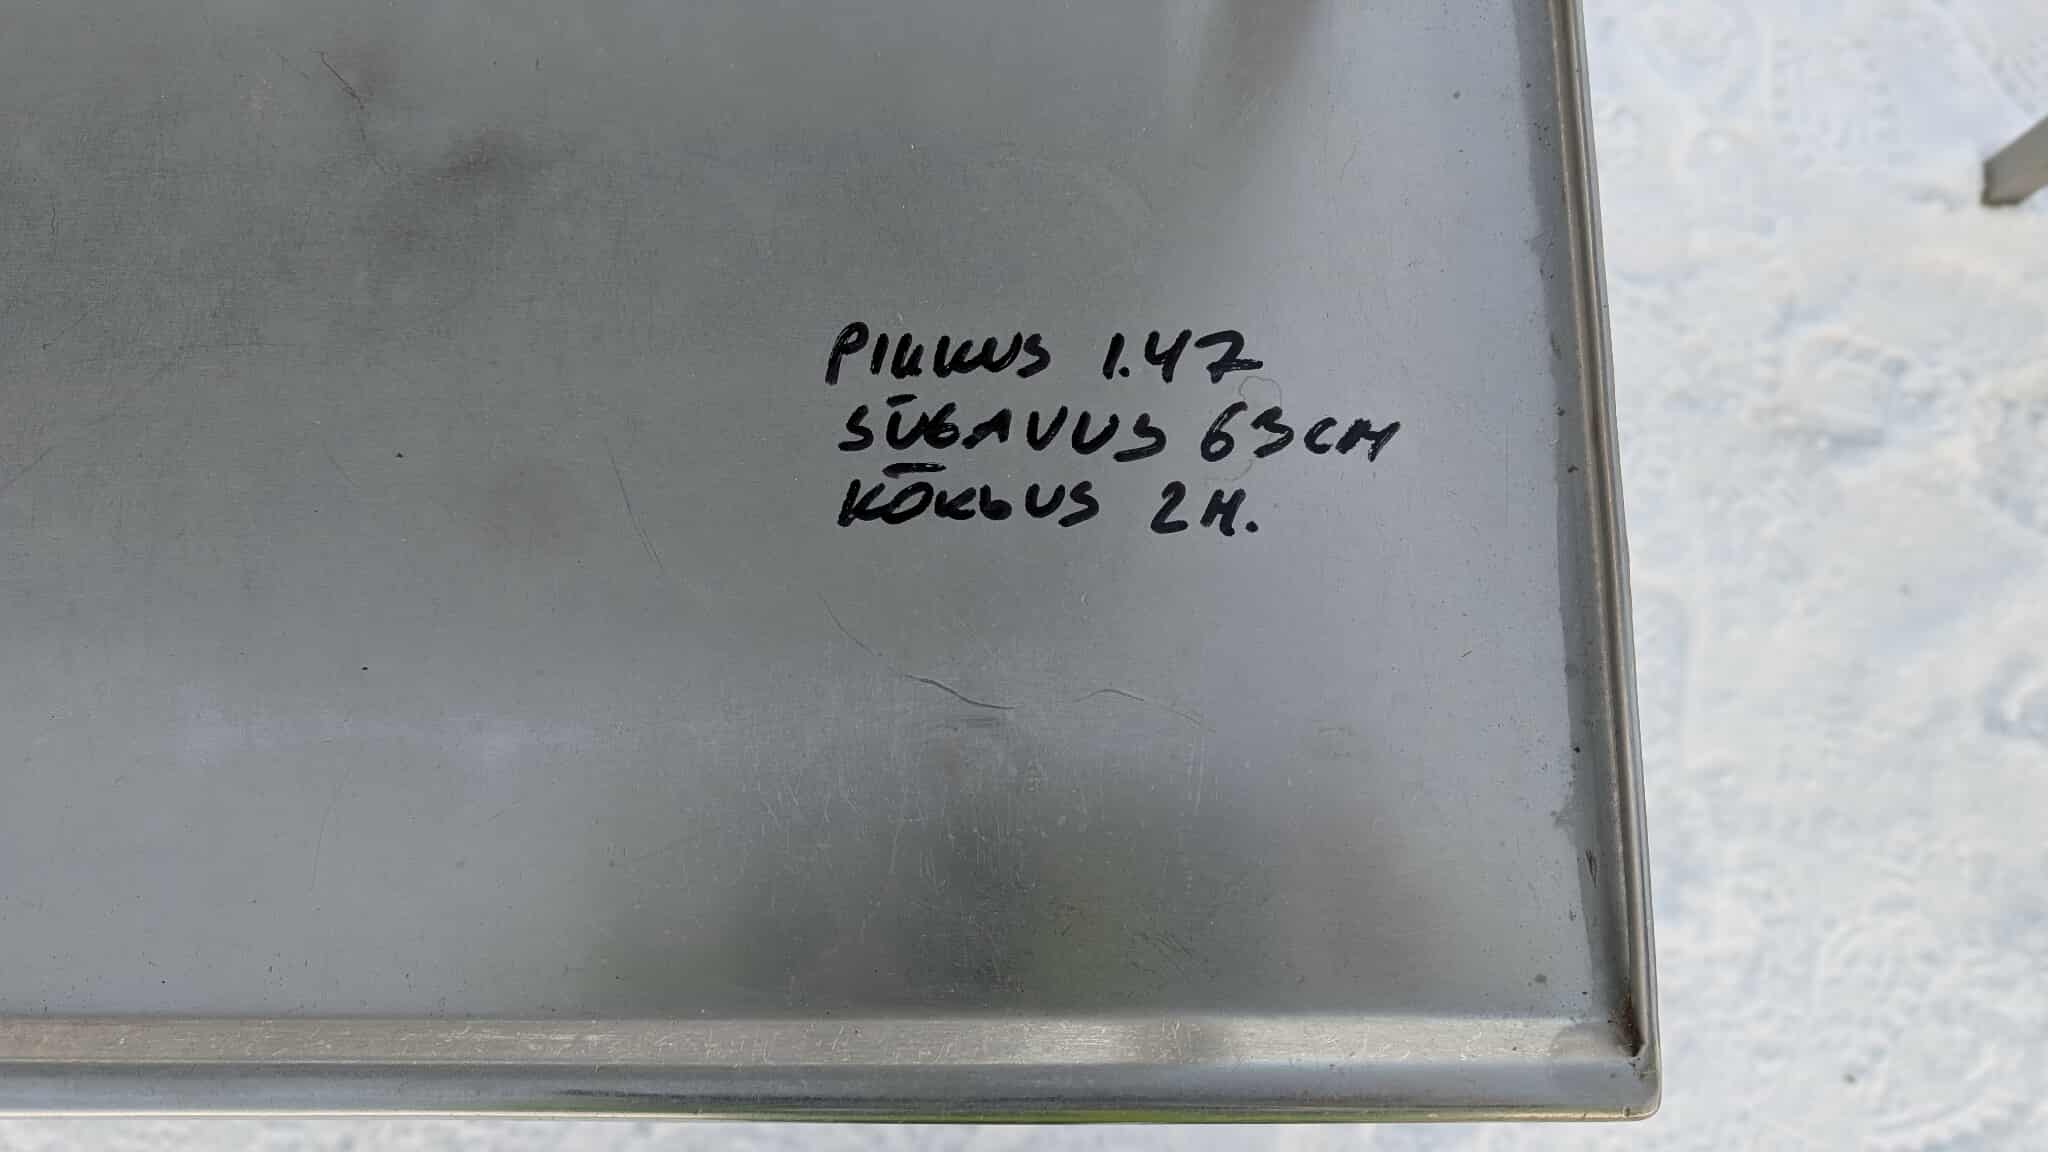 PIKKUS 1.47
SÜGAVUS 63CM
KÕRGUS 2M.